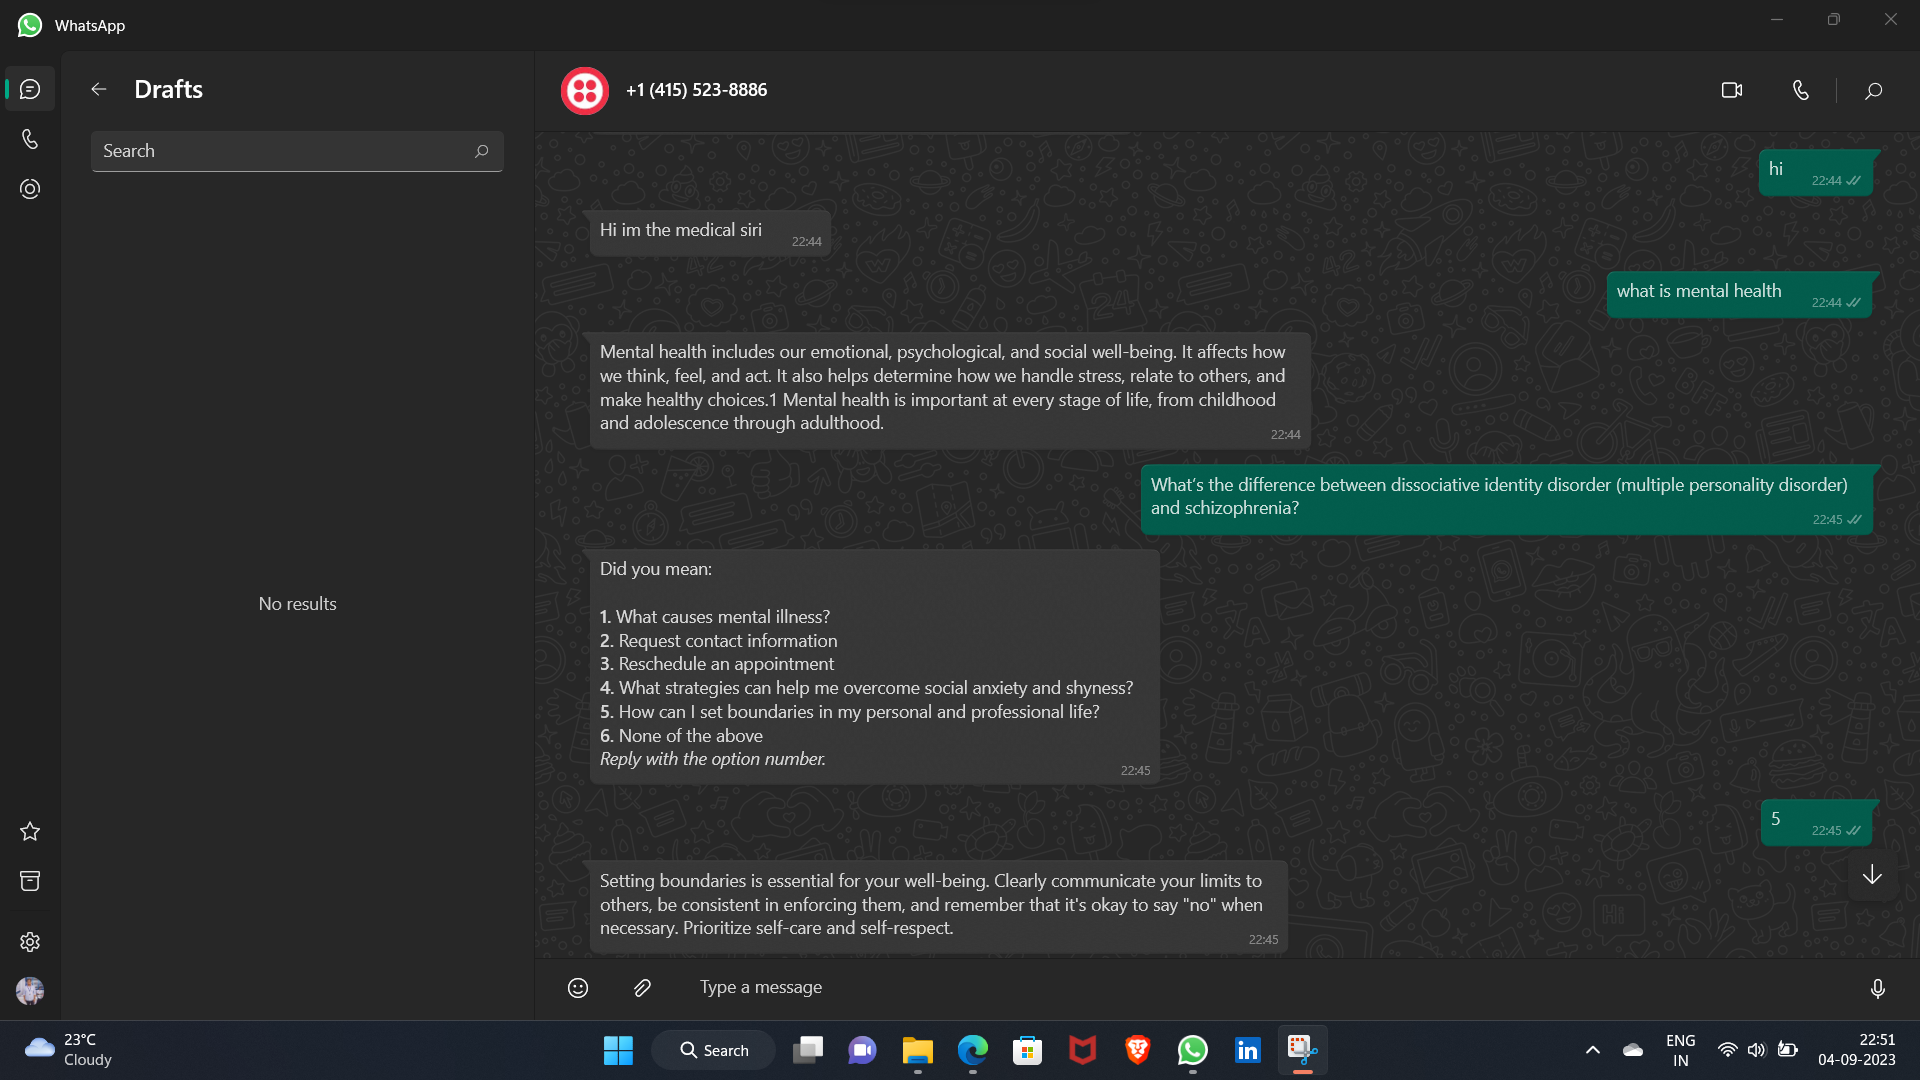 WhatsApp
Drafts
Search
No results
+1 (415) 523-8886
hi
22:44
Hi im the medical siri
22:44
what is mental health
22:44
Mental health includes our emotional, psychological, and social well-being. It affects how
we think, feel, and act. It also helps determine how we handle stress, relate to others, and
make healthy choices.1 Mental health is important at every stage of life, from childhood
and adolescence through adulthood.
22:44
What's the difference between dissociative identity disorder (multiple personality disorder)
and schizophrenia?
22:45
Did you mean:
1. What causes mental illness?
2. Request contact information
3. Reschedule an appointment
4. What strategies can help me overcome social anxiety and shyness?
5. How can I set boundaries in my personal and professional life?
6. None of the above
Reply with the option number.
22:45
5
22:45
Setting boundaries is essential for your well-being. Clearly communicate your limits to
others, be consistent in enforcing them, and remember that it's okay to say "no" when
necessary. Prioritize self-care and self-respect.
22:45
Type a message
23°C
Cloudy
Search
in
ENG
IN
22:51
04-09-2023